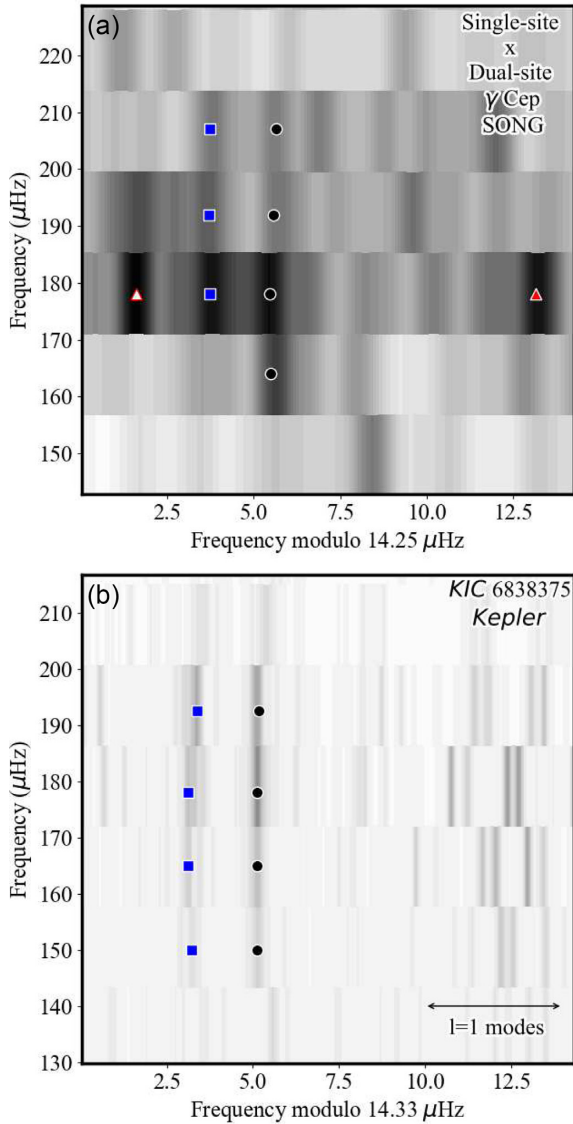 (a)
Single-site
x
Dual-site
γ Cep
SONG
Frequency (μHz)
220
210
200
190
180
170
160
150
2.5 5.0 7.5 10.0 12.5
Frequency modulo 14.25 μHz
(b)
KIC 6838375
Kepler
Frequency (μHz)
210
200
190
180
170
160
150
140
130
l=1 modes
2.5 5.0 7.5 10.0 12.5
Frequency modulo 14.33 μHz